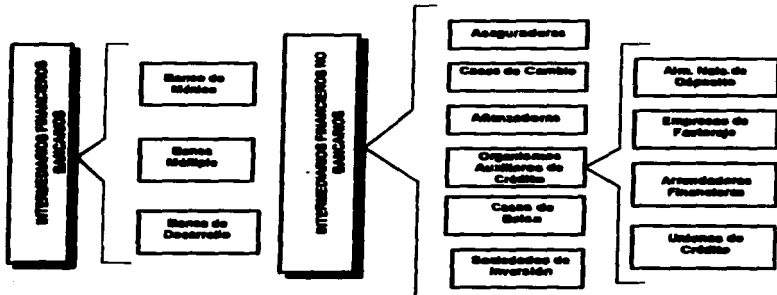 INTERMEDIARIOS FINANCIEROS
BANCARIOS
Banco de
México
Banca
Múltiple
Banca de
Desarrollo
INTERMEDIARIOS FINANCIEROS NO
BANCARIOS
Aseguradoras
Casas de Cambio
Afianzadoras
Organismos
Auxiliares de
Crédito
Casas de
Bolsa
Sociedades de
Inversión
Alm. Nals. de
Depósito
Empresas de
Factoraje
Arrendadoras
Financieras
Uniones de
Crédito